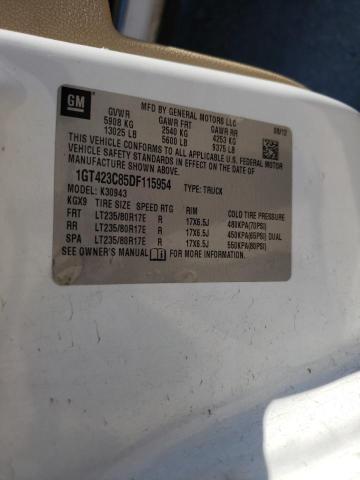 GM
MFD BY GENERAL MOTORS LLC
GVWR GAWR FRT GAWR RR 08/12
5908 KG 2540 KG 4253 KG
13025 LB 5600 LB 9375 LB
THIS VEHICLE CONFORMS TO ALL APPLICABLE U.S. FEDERAL MOTOR
VEHICLE SAFETY STANDARDS IN EFFECT ON THE DATE OF
MANUFACTURE SHOWN ABOVE.
1GT423C85DF115954 TYPE: TRUCK
MODEL: K30943
KGX9 TIRE SIZE SPEED RTG RIM COLD TIRE PRESSURE
FRT LT235/80R17E R 17X6.5J 480KPA(70PSI)
RR LT235/80R17E R 17X6.5J 450KPA(65PSI) DUAL
SPA LT235/80R17E R 17X6.5J 550KPA(80PSI)
SEE OWNER'S MANUAL FOR MORE INFORMATION.